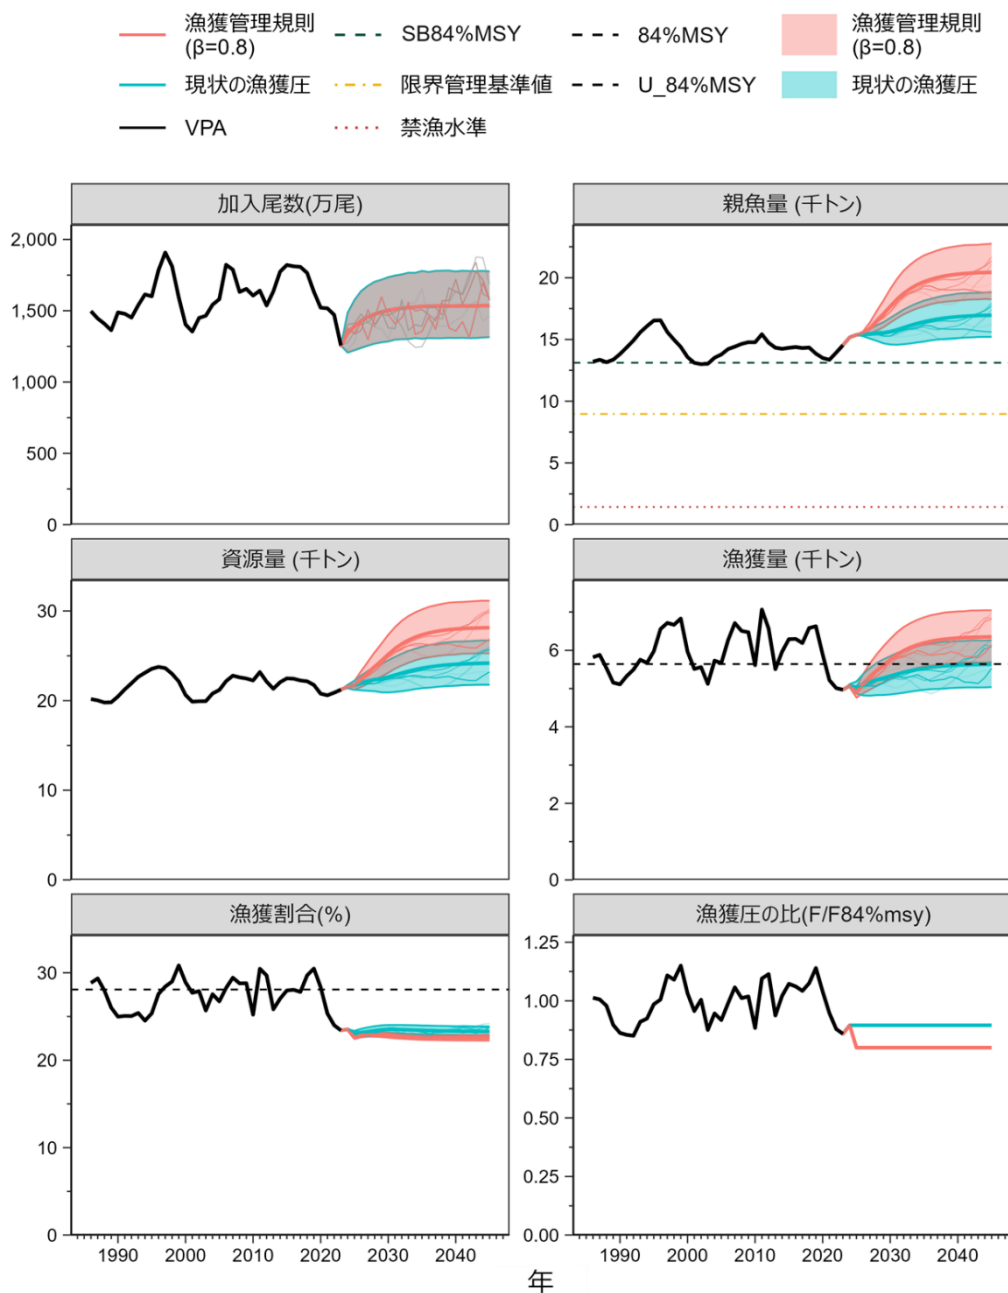 漁獲管理規則
(β=0.8)
SB84%MSY
84%MSY
漁獲管理規則
(β=0.8)
現状の漁獲圧
限界管理基準値
U_84%MSY
現状の漁獲圧
VPA
禁漁水準
加入尾数(万尾)
2,000
1,500
1,000
500
0
親魚量 (千トン)
20
15
10
5
0
資源量 (千トン)
30
20
10
0
漁獲量 (千トン)
6
4
2
0
漁獲割合(%)
30
20
10
0
1990 2000 2010 2020 2030 2040
漁獲圧の比(F/F84%msy)
1.25
1.00
0.75
0.50
0.25
0.00
1990 2000 2010 2020 2030 2040
年